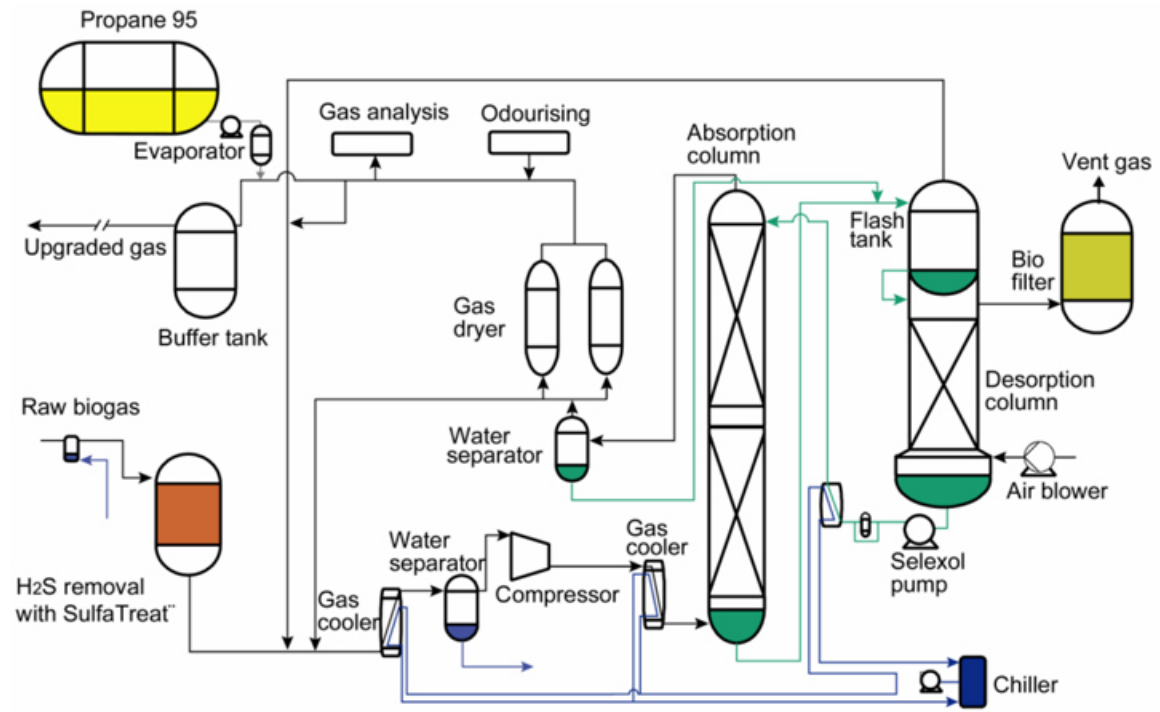 Propane 95
Evaporator
Gas analysis
Odourising
Absorption
column
Vent gas
Upgraded gas
Buffer tank
Gas
dryer
Flash
tank
Bio
filter
Desorption
column
Raw biogas
Water
separator
Air blower
H2S removal
with SulfaTreat¨
Gas
cooler
Water
separator
Compressor
Gas
cooler
Selexol
pump
Chiller